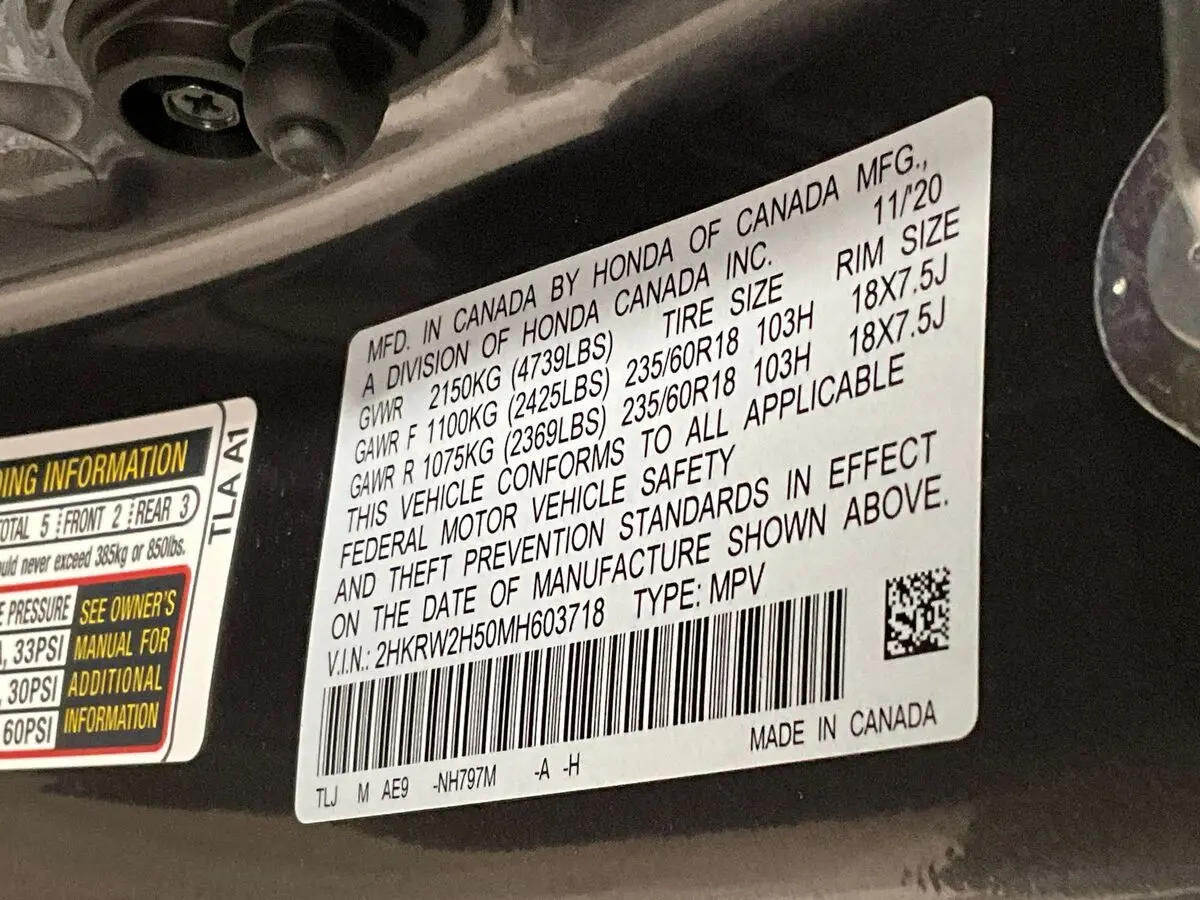 MFD. IN CANADA BY HONDA OF CANADA MFG.,
A DIVISION OF HONDA CANADA INC. 11/'20
GVWR 2150KG (4739LBS) TIRE SIZE RIM SIZE
GAWR F 1100KG (2425LBS) 235/60R18 103H 18X7.5J
GAWR R 1075KG (2369LBS) 235/60R18 103H 18X7.5J
THIS VEHICLE CONFORMS TO ALL APPLICABLE
FEDERAL MOTOR VEHICLE SAFETY
AND THEFT PREVENTION STANDARDS IN EFFECT
ON THE DATE OF MANUFACTURE SHOWN ABOVE.
V.I.N.: 2HKRW2H50MH603718 TYPE: MPV
MADE IN CANADA
TLJ M AE9 -NH797M -A -H
INFORMATION
5 FRONT 2 REAR 3
never exceed 385kg or 850lbs.
PRESSURE
33PSI
30PSI
60PSI
SEE OWNER'S
MANUAL FOR
ADDITIONAL
INFORMATION
TLA A1